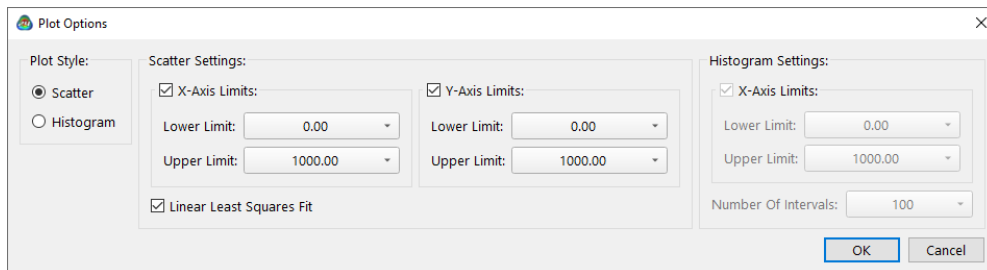 Plot Options
Plot Style:
Scatter
Histogram
Scatter Settings:
X-Axis Limits:
Lower Limit: 0.00
Upper Limit: 1000.00
Y-Axis Limits:
Lower Limit: 0.00
Upper Limit: 1000.00
Linear Least Squares Fit
Histogram Settings:
X-Axis Limits:
Lower Limit: 0.00
Upper Limit: 1000.00
Number Of Intervals: 100
OK
Cancel